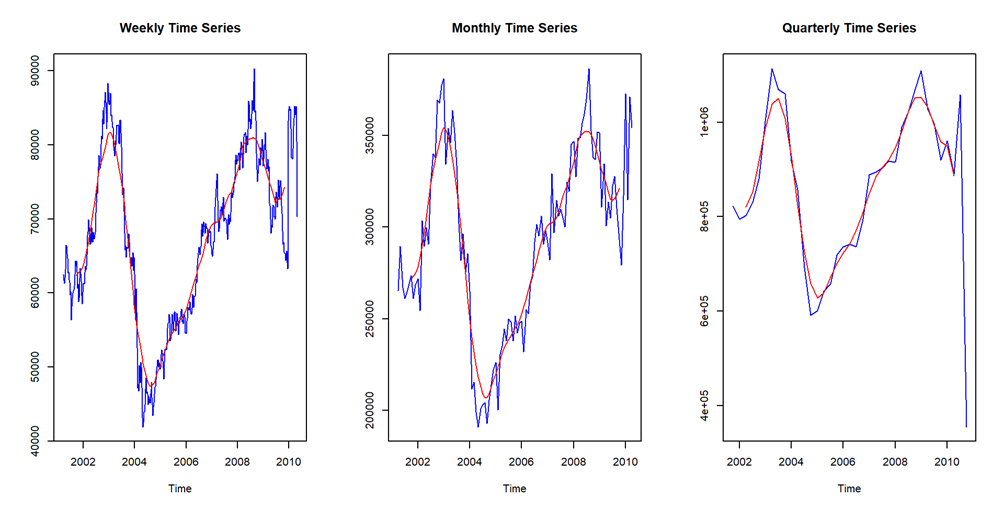 Weekly Time Series
90000
80000
70000
60000
50000
40000
2002 2004 2006 2008 2010
Time
Monthly Time Series
350000
300000
250000
200000
2002 2004 2006 2008 2010
Time
Quarterly Time Series
1e+06
8e+05
6e+05
4e+05
2002 2004 2006 2008 2010
Time